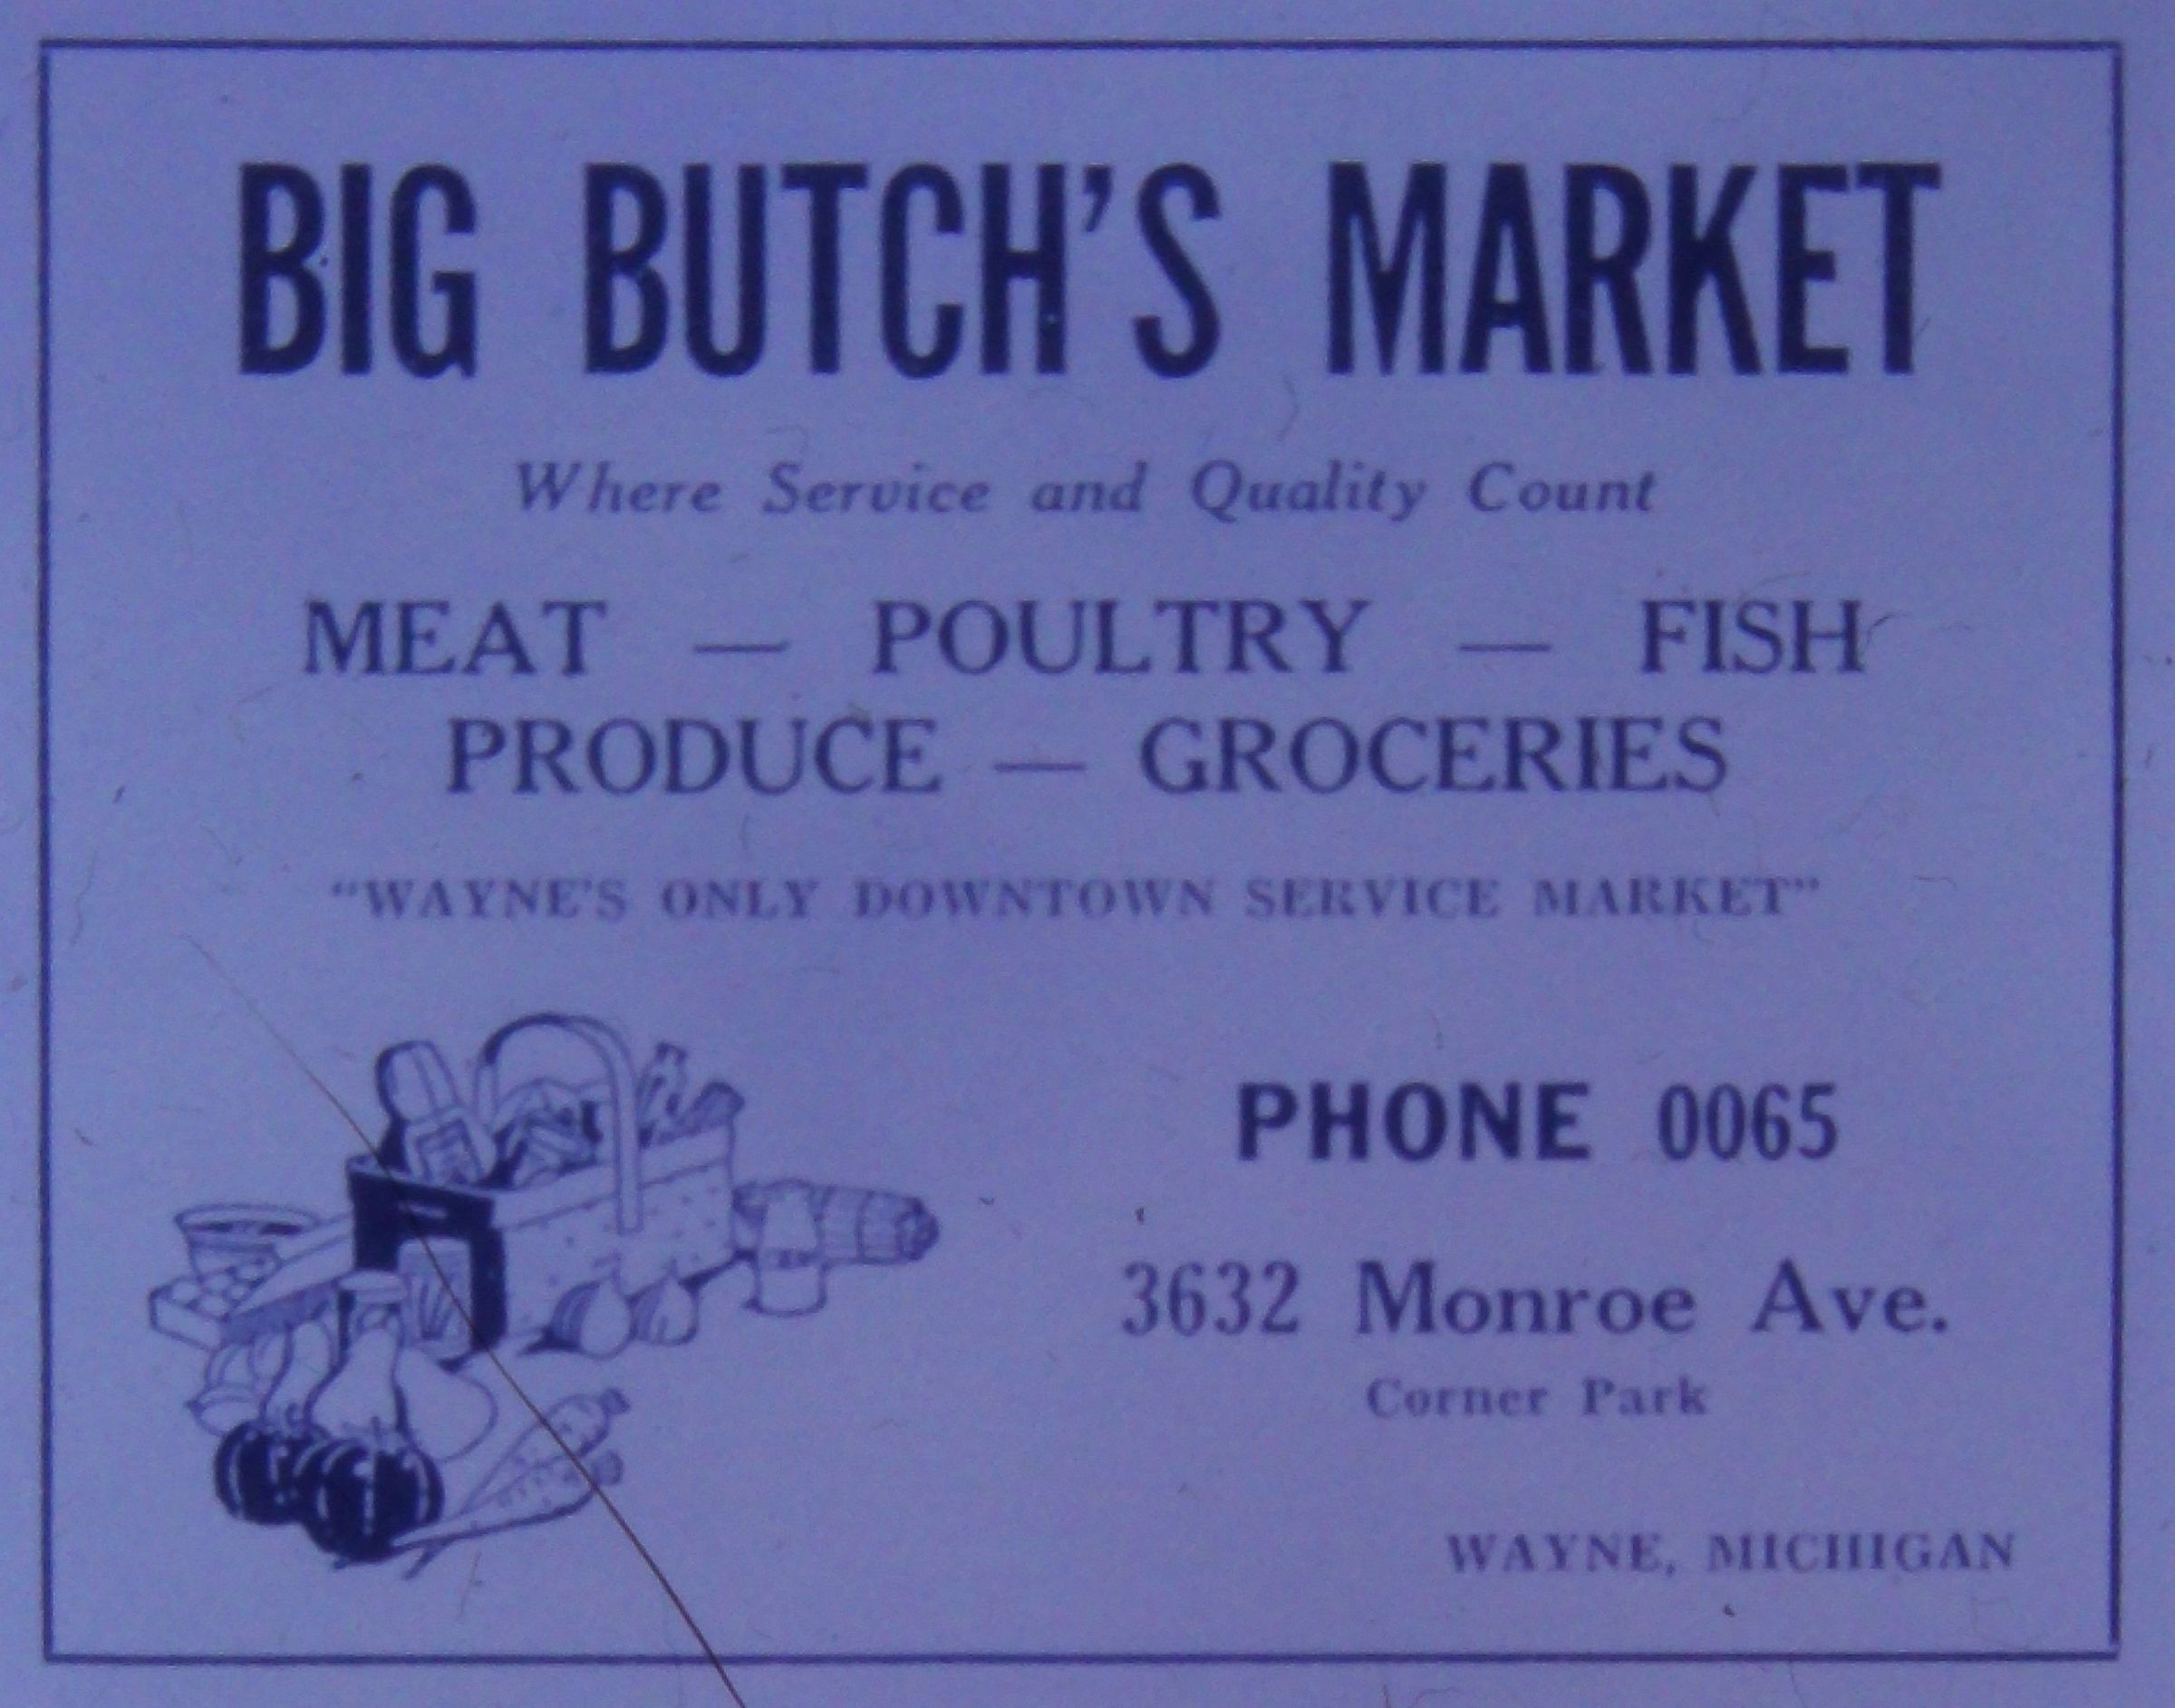 BIG BUTCH'S MARKET
Where Service and Quality Count
MEAT — POULTRY — FISH
PRODUCE — GROCERIES
"WAYNE'S ONLY DOWNTOWN SERVICE MARKET"
PHONE 0065
3632 Monroe Ave.
Corner Park
WAYNE, MICHIGAN